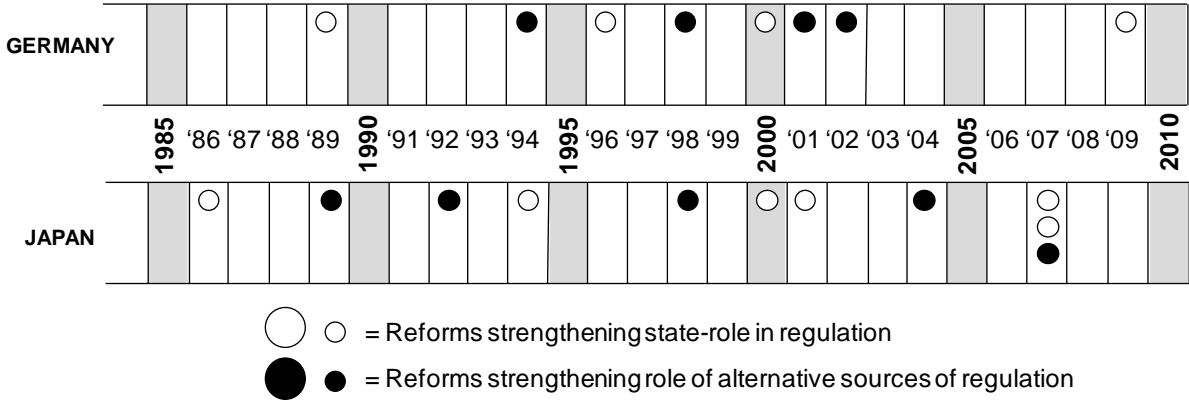 GERMANY
1985 ‘86 ‘87 ‘88 ‘89 1990 ‘91 ‘92 ‘93 ‘94 1995 ‘96 ‘97 ‘98 ‘99 2000 ‘01 ‘02 ‘03 ‘04 2005 ‘06 ‘07 ‘08 ‘09 2010
JAPAN
= Reforms strengthening state-role in regulation
= Reforms strengthening role of alternative sources of regulation